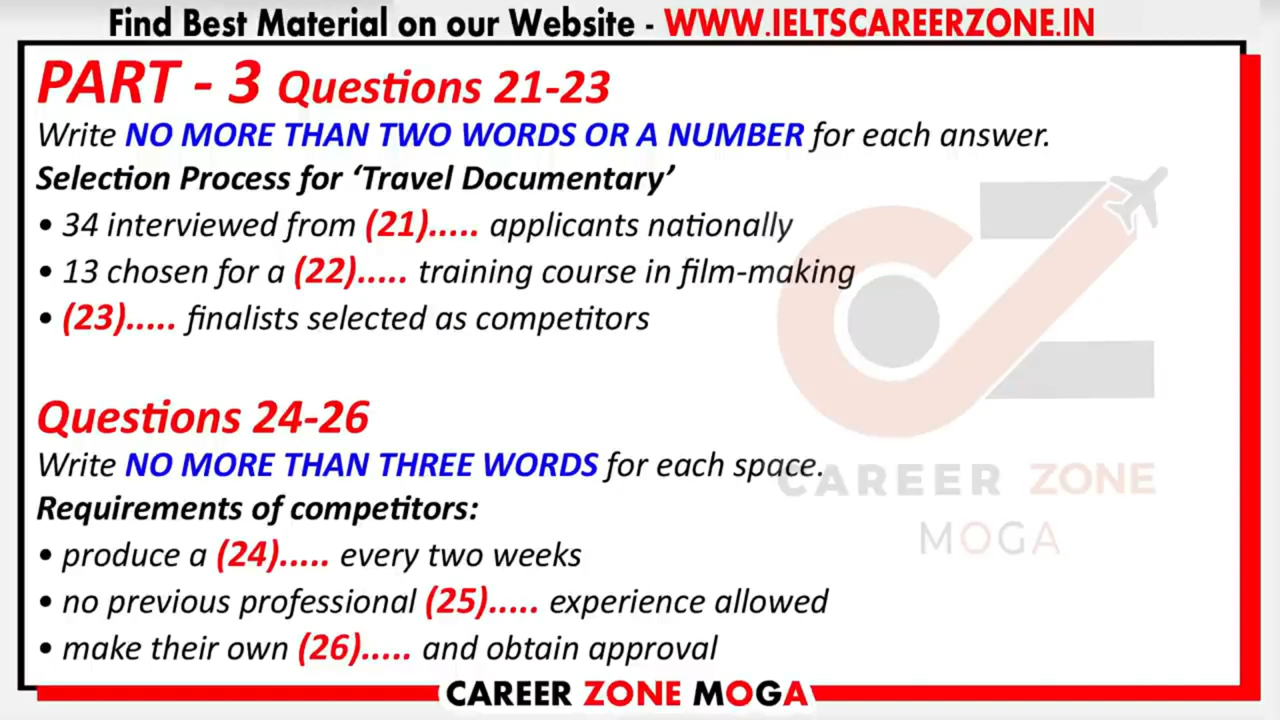 Find Best Material on our Website - WWW.IELTSCAREERZONE.IN
PART - 3 Questions 21-23
Write NO MORE THAN TWO WORDS OR A NUMBER for each answer.
Selection Process for ‘Travel Documentary’
• 34 interviewed from (21)..... applicants nationally
• 13 chosen for a (22)..... training course in film-making
• (23)..... finalists selected as competitors
Questions 24-26
Write NO MORE THAN THREE WORDS for each space.
CAREER ZONE
Requirements of competitors:
MOGA
• produce a (24)..... every two weeks
• no previous professional (25)..... experience allowed
• make their own (26)..... and obtain approval
CAREER ZONE MOGA